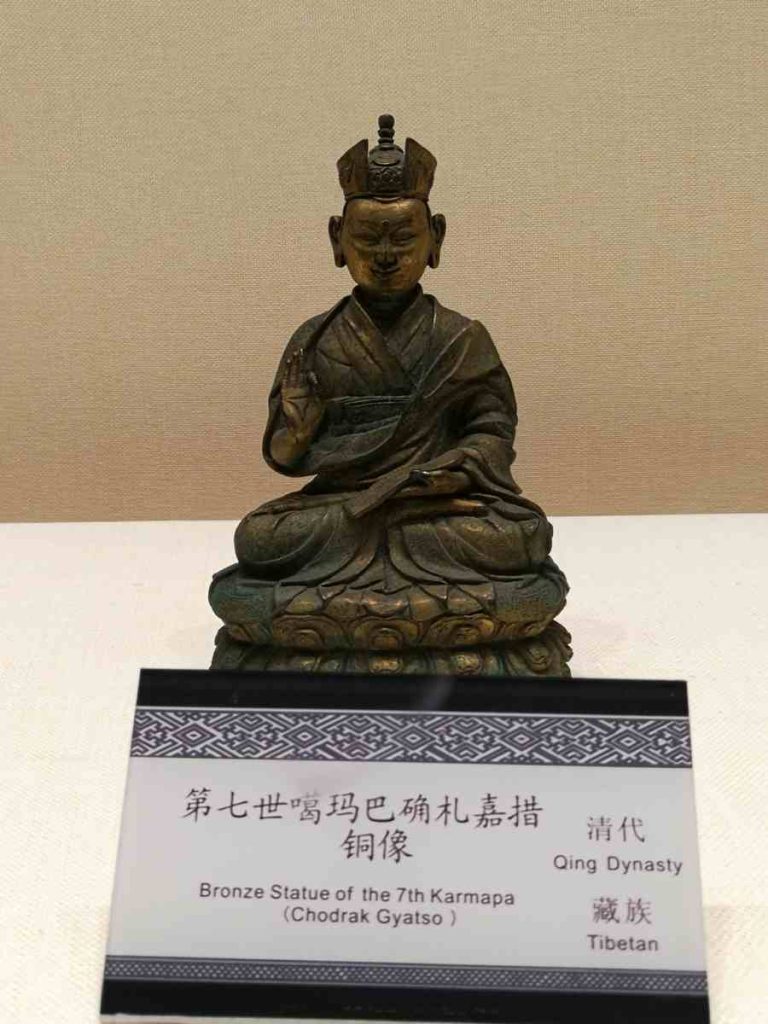 第七世噶玛巴确札嘉措
铜像
Bronze Statue of the 7th Karmapa
(Chodrak Gyatso )
清代
Qing Dynasty
藏族
Tibetan